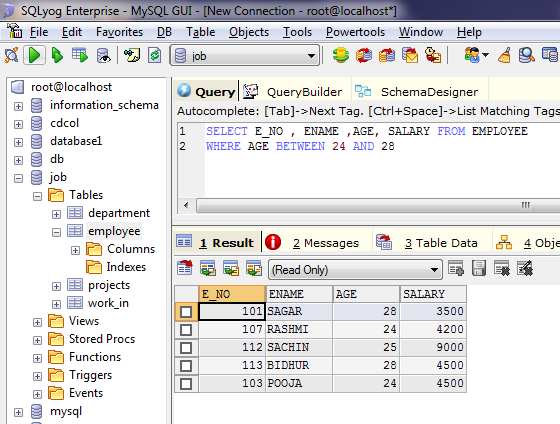 SQLyog Enterprise - MySQL GUI - [New Connection - root@localhost*]
File Edit Favorites DB Table Objects Tools Powertools Window Help
job
root@localhost
information_schema
cdcol
database1
db
job
Tables
department
employee
Columns
Indexes
projects
work_in
Views
Stored Procs
Functions
Triggers
Events
mysql
Query QueryBuilder SchemaDesigner
Autocomplete: [Tab]->Next Tag. [Ctrl+Space]->List Matching Tags
1 SELECT E_NO , ENAME ,AGE, SALARY FROM EMPLOYEE
2 WHERE AGE BETWEEN 24 AND 28
1 Result 2 Messages 3 Table Data 4 Obje
(Read Only)
E_NO ENAME AGE SALARY
101 SAGAR 28 3500
107 RASHMI 24 4200
112 SACHIN 25 9000
113 BIDHUR 28 4500
103 POOJA 24 4500